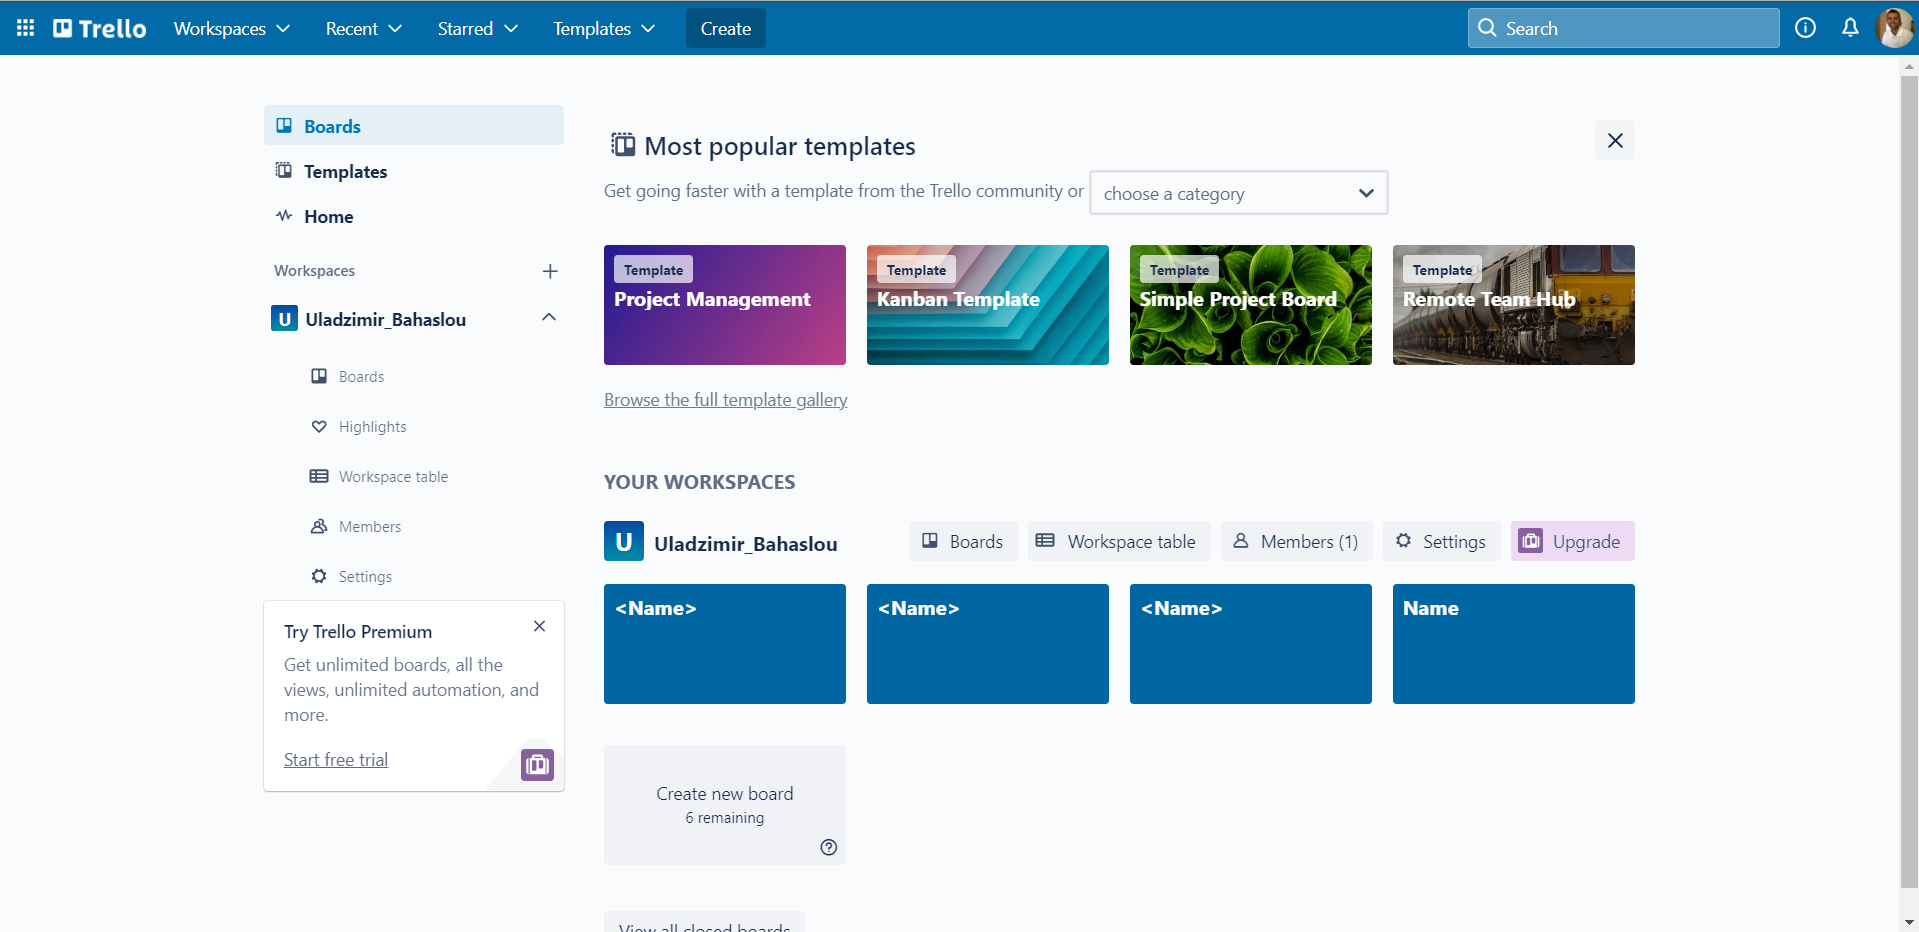 Trello
Workspaces
Recent
Starred
Templates
Create
Search
Boards
Templates
Home
Workspaces
U Uladzimir_Bahaslou
Boards
Highlights
Workspace table
Members
Settings
Try Trello Premium
Get unlimited boards, all the
views, unlimited automation, and
more.
Start free trial
Most popular templates
Get going faster with a template from the Trello community or choose a category
Template
Project Management
Template
Kanban Template
Template
Simple Project Board
Template
Remote Team Hub
Browse the full template gallery
YOUR WORKSPACES
U Uladzimir_Bahaslou
Boards
Workspace table
Members (1)
Settings
Upgrade
<Name>
<Name>
<Name>
Name
Create new board
6 remaining
View all closed boards